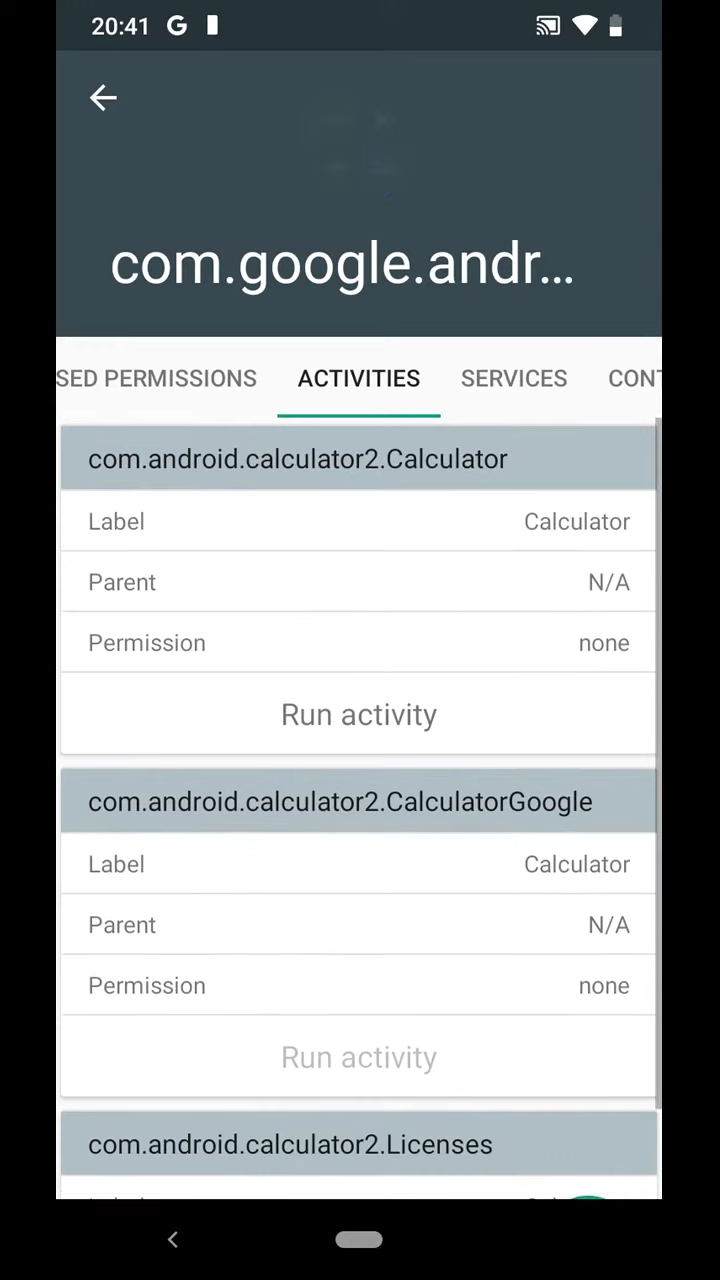 20:41
com.google.andr...
SED PERMISSIONS ACTIVITIES SERVICES CONT
com.android.calculator2.Calculator
Label Calculator
Parent N/A
Permission none
Run activity
com.android.calculator2.CalculatorGoogle
Label Calculator
Parent N/A
Permission none
Run activity
com.android.calculator2.Licenses